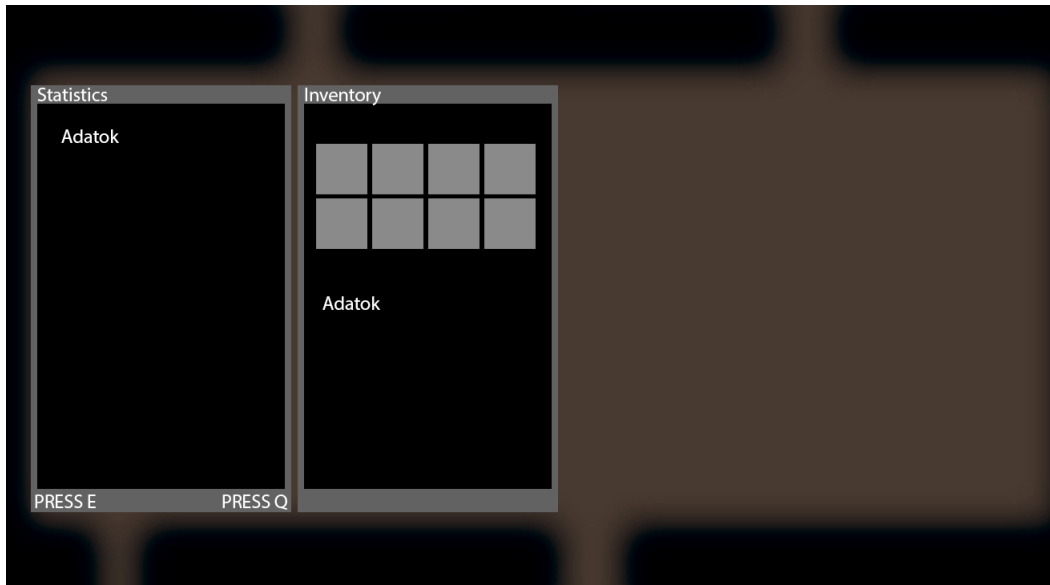 Statistics
Adatok
PRESS E PRESS Q
Inventory
Adatok